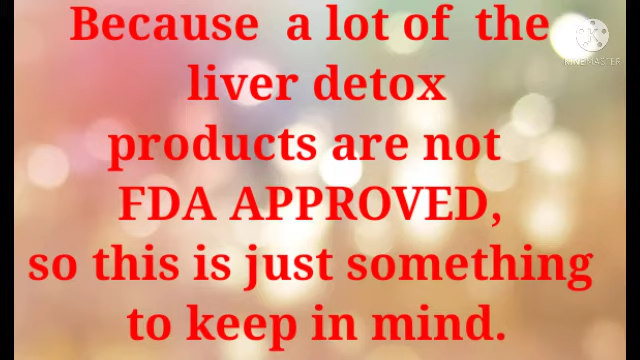 Because a lot of the
liver detox
products are not
FDA APPROVED,
so this is just something
to keep in mind.
KINEMASTER